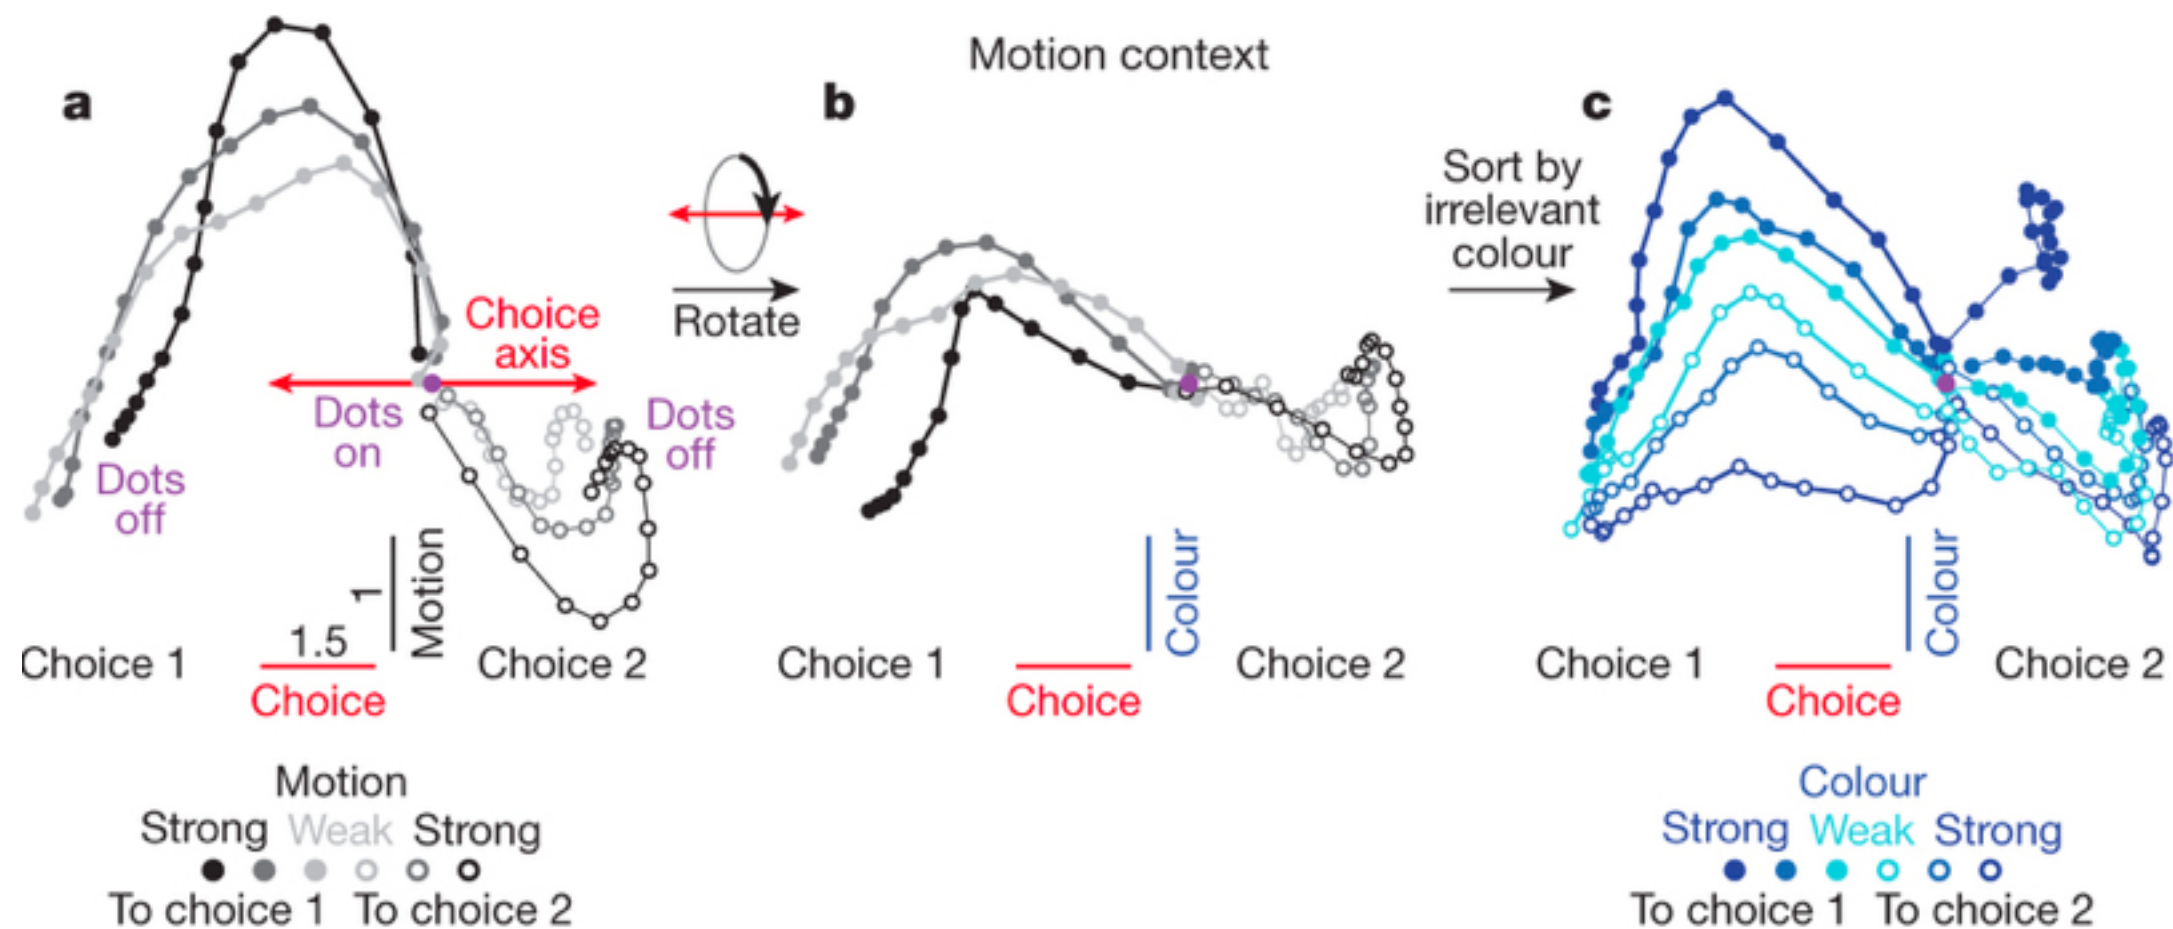 Motion context
a
Choice
axis
Dots
on
Dots
off
Dots
off
1
Motion
1.5
Choice 1
Choice 2
Choice
Rotate
b
Colour
Choice 1
Choice 2
Choice
Sort by
irrelevant
colour
c
Colour
Choice 1
Choice 2
Choice
Motion
Strong Weak Strong
To choice 1 To choice 2
Colour
Strong Weak Strong
To choice 1 To choice 2